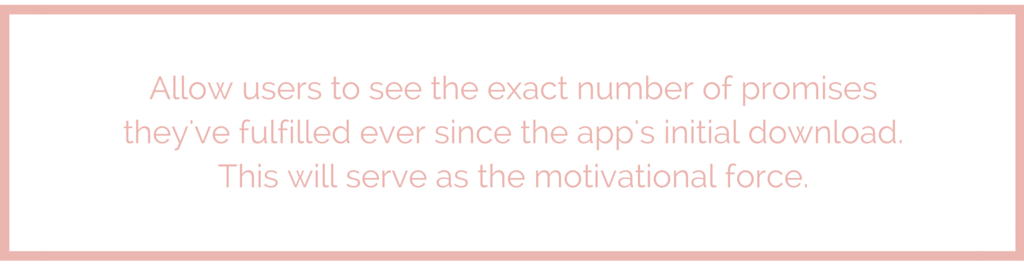 Allow users to see the exact number of promises
they've fulfilled ever since the app's initial download.
This will serve as the motivational force.